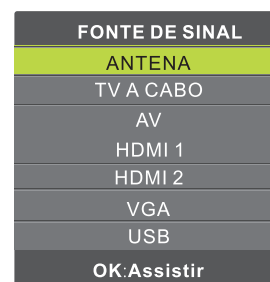 FONTE DE SINAL
ANTENA
TV A CABO
AV
HDMI 1
HDMI 2
VGA
USB
OK:Assistir